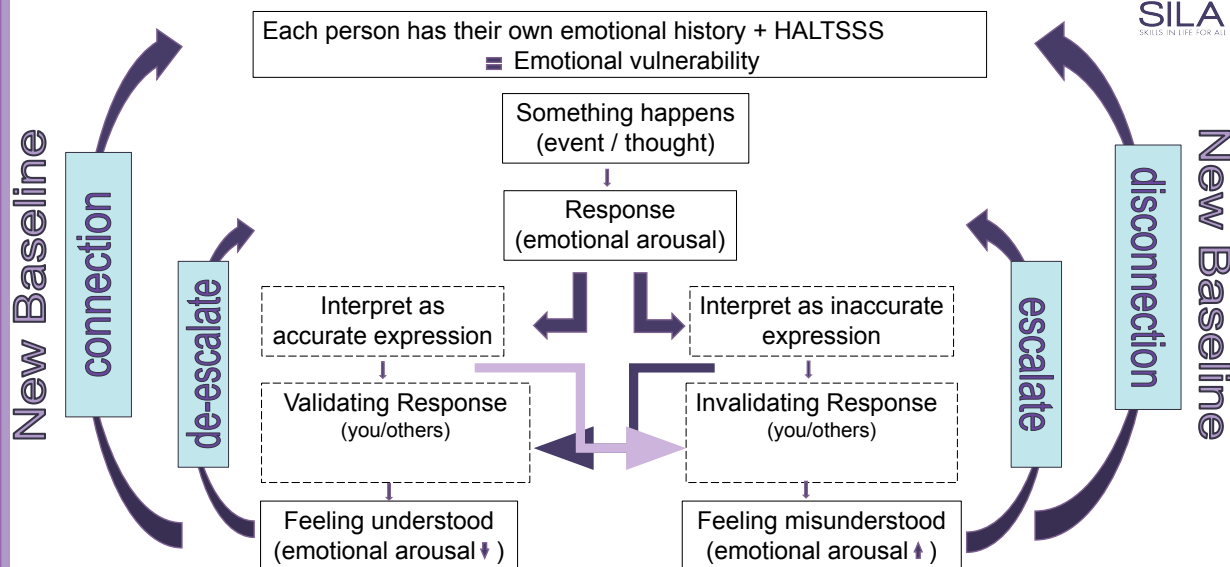 SILA
SKILLS IN LIFE FOR ALL
Each person has their own emotional history + HALTSSS
= Emotional vulnerability
Something happens
(event / thought)
Response
(emotional arousal)
Interpret as
accurate expression
Interpret as inaccurate
expression
Validating Response
(you/others)
Invalidating Response
(you/others)
Feeling understood
(emotional arousal⬇)
Feeling misunderstood
(emotional arousal⬆)
New Baseline
connection
de-escalate
escalate
disconnection
New Baseline